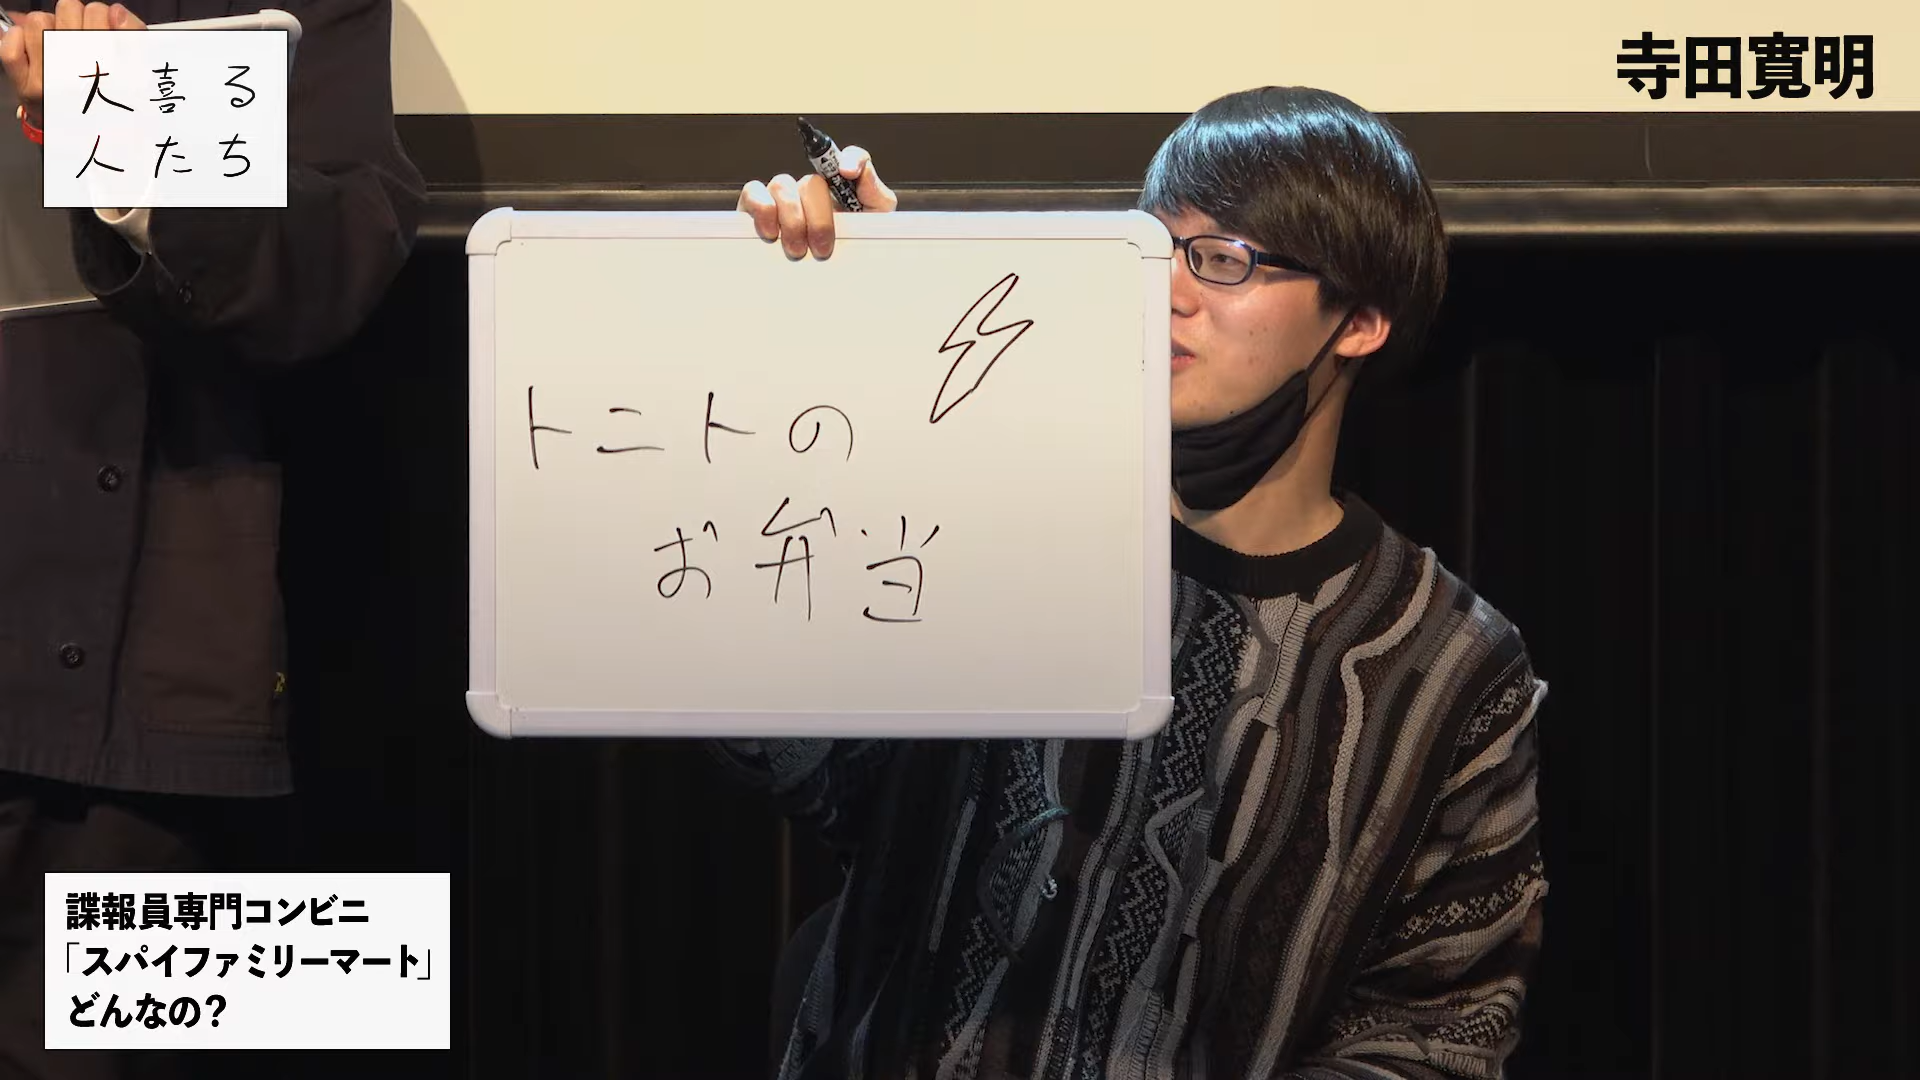 大喜る
人たち
寺田寛明
トニトの
お弁当
諜報員専門コンビニ
「スパイファミリーマート」
どんなの？